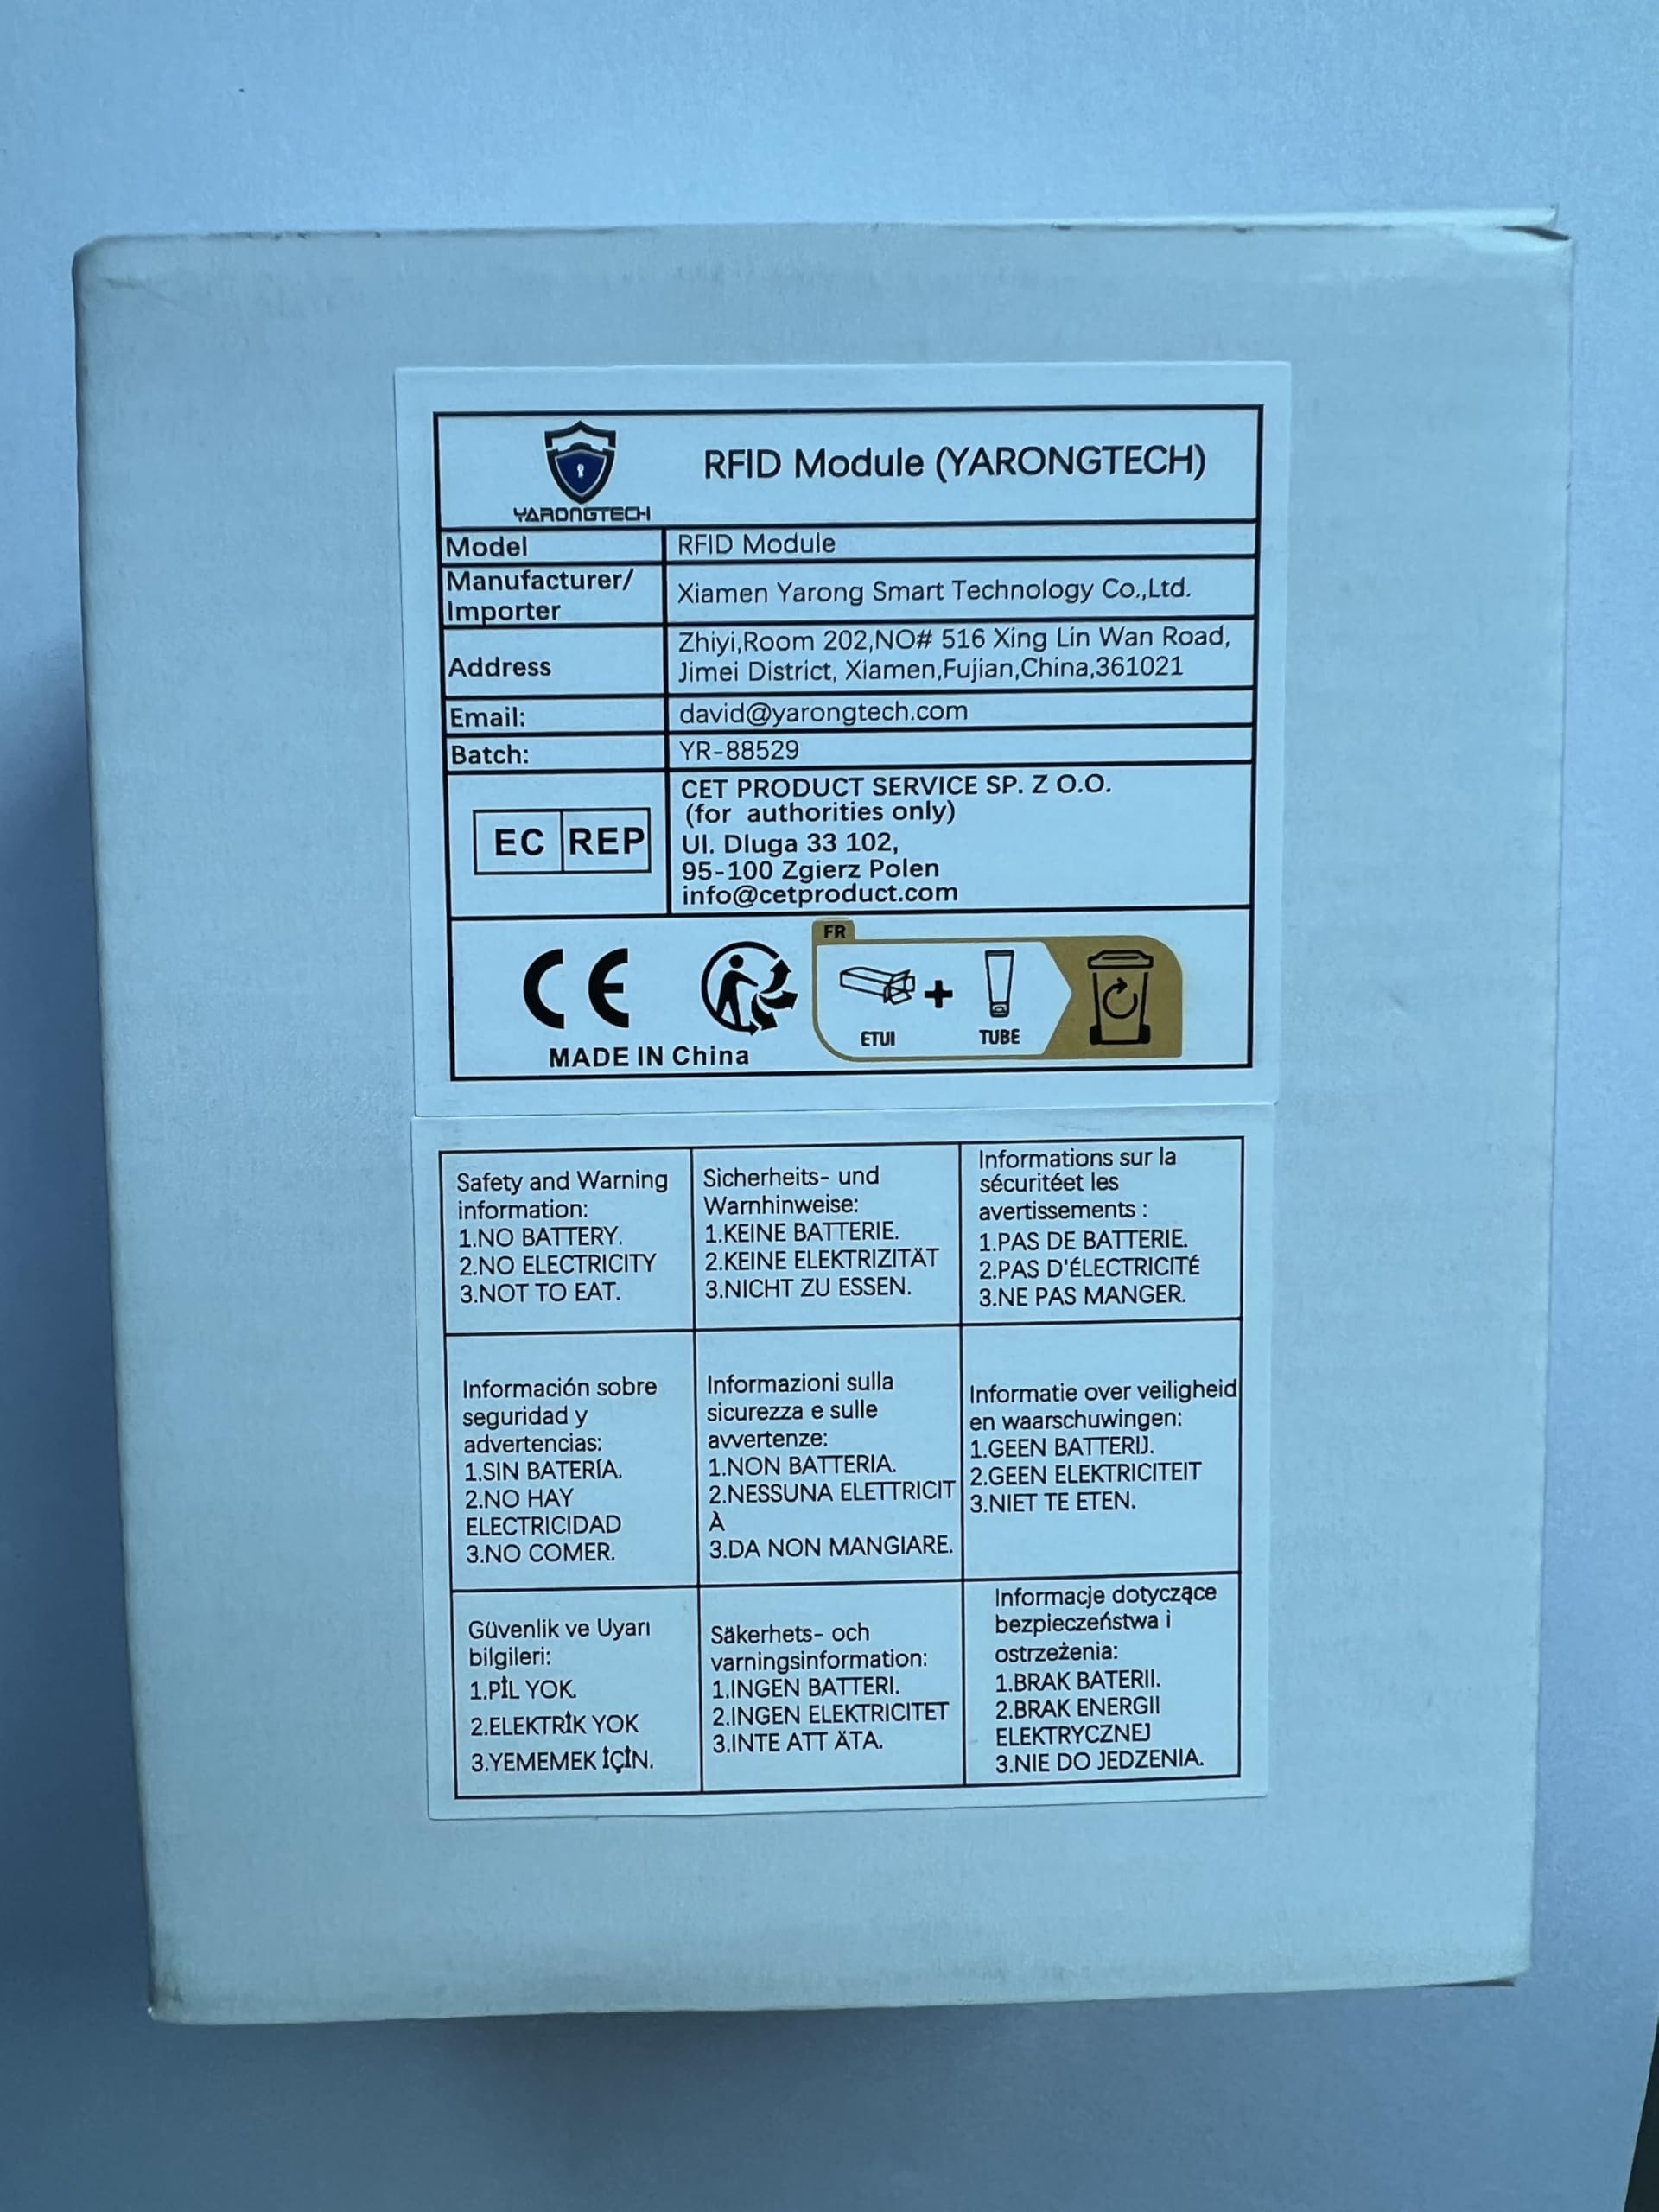 YARONGTECH
RFID Module (YARONGTECH)
Model
RFID Module
Manufacturer/
Importer
Xiamen Yarong Smart Technology Co.,Ltd.
Address
Zhiyi,Room 202,NO# 516 Xing Lin Wan Road,
Jimei District, Xiamen,Fujian,China,361021
Email:
david@yarongtech.com
Batch:
YR-88529
EC REP
CET PRODUCT SERVICE SP. Z O.O.
(for authorities only)
Ul. Dluga 33 102,
95-100 Zgierz Polen
info@cetproduct.com
CE
MADE IN China
FR
+
ETUI
TUBE
Safety and Warning
information:
1.NO BATTERY.
2.NO ELECTRICITY
3.NOT TO EAT.
Sicherheits- und
Warnhinweise:
1.KEINE BATTERIE.
2.KEINE ELEKTRIZITÄT
3.NICHT ZU ESSEN.
Informations sur la
sécuritéet les
avertissements :
1.PAS DE BATTERIE.
2.PAS D'ÉLECTRICITÉ
3.NE PAS MANGER.
Información sobre
seguridad y
advertencias:
1.SIN BATERÍA.
2.NO HAY
ELECTRICIDAD
3.NO COMER.
Informazioni sulla
sicurezza e sulle
avvertenze:
1.NON BATTERIA.
2.NESSUNA ELETTRICIT
À
3.DA NON MANGIARE.
Informatie over veiligheid
en waarschuwingen:
1.GEEN BATTERIJ.
2.GEEN ELEKTRICITEIT
3.NIET TE ETEN.
Güvenlik ve Uyarı
bilgileri:
1.PİL YOK.
2.ELEKTRİK YOK
3.YEMEMEK İÇİN.
Säkerhets- och
varningsinformation:
1.INGEN BATTERI.
2.INGEN ELEKTRICITET
3.INTE ATT ÄTA.
Informacje dotyczące
bezpieczeństwa i
ostrzeżenia:
1.BRAK BATERII.
2.BRAK ENERGII
ELEKTRYCZNEJ
3.NIE DO JEDZENIA.